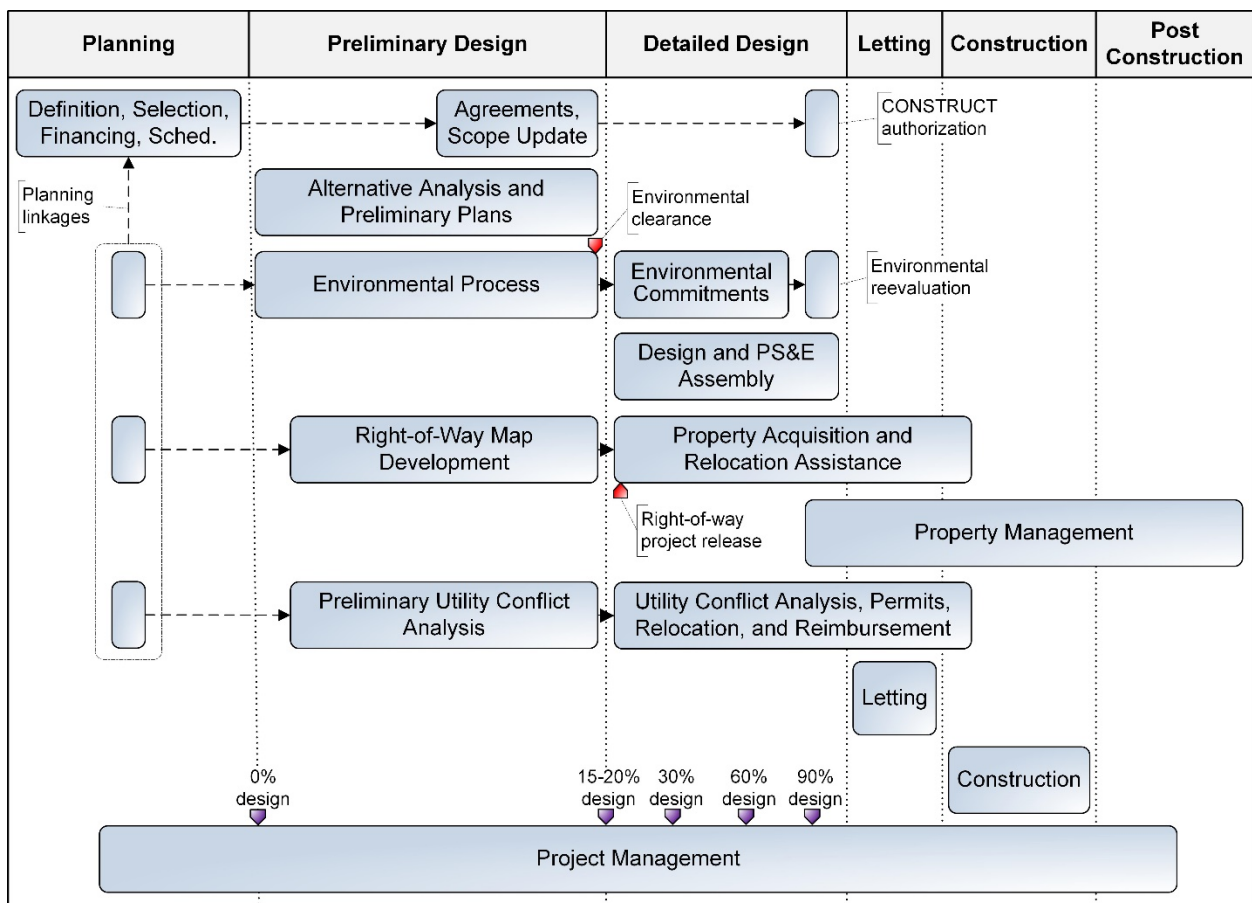 Planning
Preliminary Design
Detailed Design
Letting
Construction
Post
Construction
Definition, Selection,
Financing, Sched.
Agreements,
Scope Update
CONSTRUCT
authorization
Planning
linkages
Alternative Analysis and
Preliminary Plans
Environmental
clearance
Environmental Process
Environmental
Commitments
Environmental
reevaluation
Design and PS&E
Assembly
Right-of-Way Map
Development
Property Acquisition and
Relocation Assistance
Right-of-way
project release
Property Management
Preliminary Utility Conflict
Analysis
Utility Conflict Analysis, Permits,
Relocation, and Reimbursement
Letting
Construction
0%
design
15-20%
design
30%
design
60%
design
90%
design
Project Management